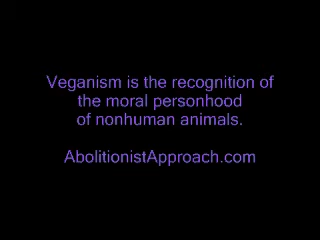 Veganism is the recognition of
the moral personhood
of nonhuman animals.
AbolitionistApproach.com